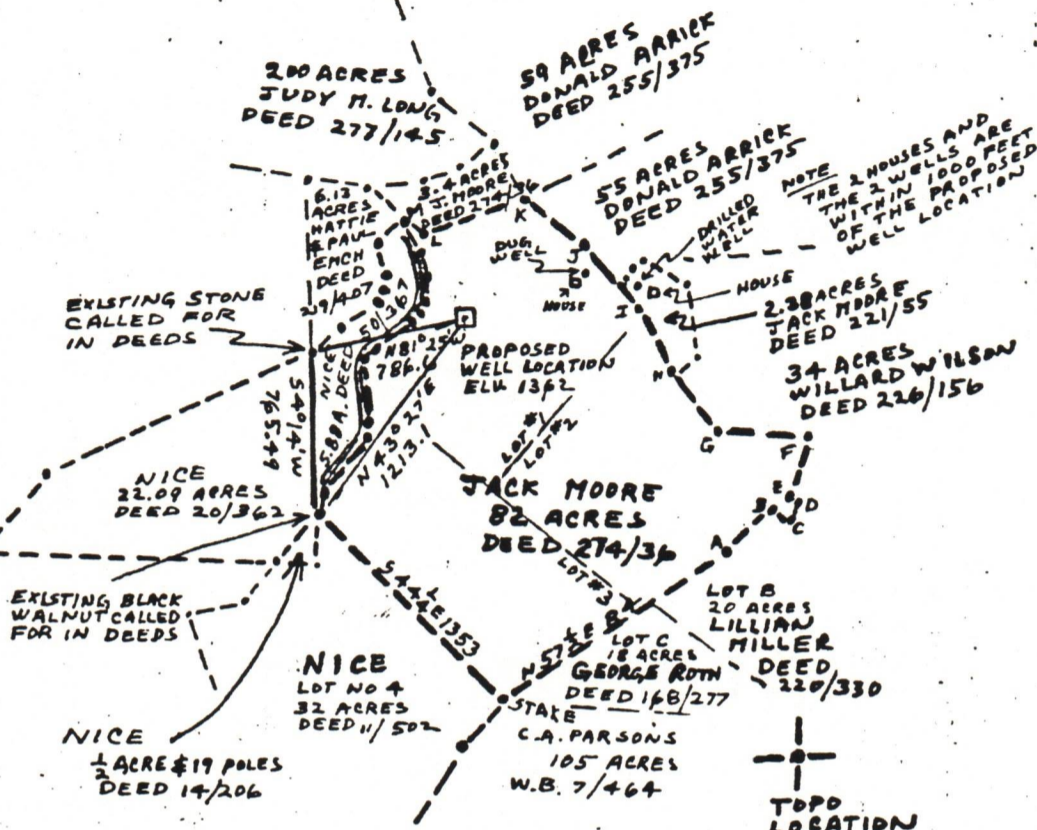 200 ACRES
JUDY M. LONG
DEED 277/145
59 ACRES
DONALD ARRICK
DEED 255/375
55 ACRES
DONALD ARRICK
DEED 255/375
NOTE
THE 2 HOUSES AND
THE 2 WELLS ARE
WITHIN 1000 FEET
OF THE PROPOSED
WELL LOCATION
3.4 ACRES
J. MOORE
DEED 274/36
6.13
ACRES
HATTIE
& PAUL
EMCH
DEED
219/407
M
L
K
J
I
H
G
F
E
D
C
B
A
DRILLED
WATER
WELL
DUG
WELL
HOUSE
HOUSE
2.38 ACRES
JACK MOORE
DEED 221/55
34 ACRES
WILLARD WILSON
DEED 226/156
EXISTING STONE
CALLED FOR
IN DEEDS
NICE
5.88 A. DEED 50/367
S 4° 14' W
765.49
N 81° 25' W
786.6
N 43° 27' E
1213.
PROPOSED
WELL LOCATION
ELV 1362
LOT #1
LOT #2
LOT #3
JACK MOORE
82 ACRES
DEED 274/36
NICE
22.09 ACRES
DEED 20/362
EXISTING BLACK
WALNUT CALLED
FOR IN DEEDS
S 44 1/2 E 1353
NICE
LOT NO 4
32 ACRES
DEED 11/502
NICE
1/2 ACRE & 19 POLES
DEED 14/206
STAKE
LOT C
18 ACRES
GEORGE ROTH
DEED 168/277
C.A. PARSONS
105 ACRES
W.B. 7/464
LOT B
20 ACRES
LILLIAN
MILLER
DEED
220/330
TOPO
LOCATION